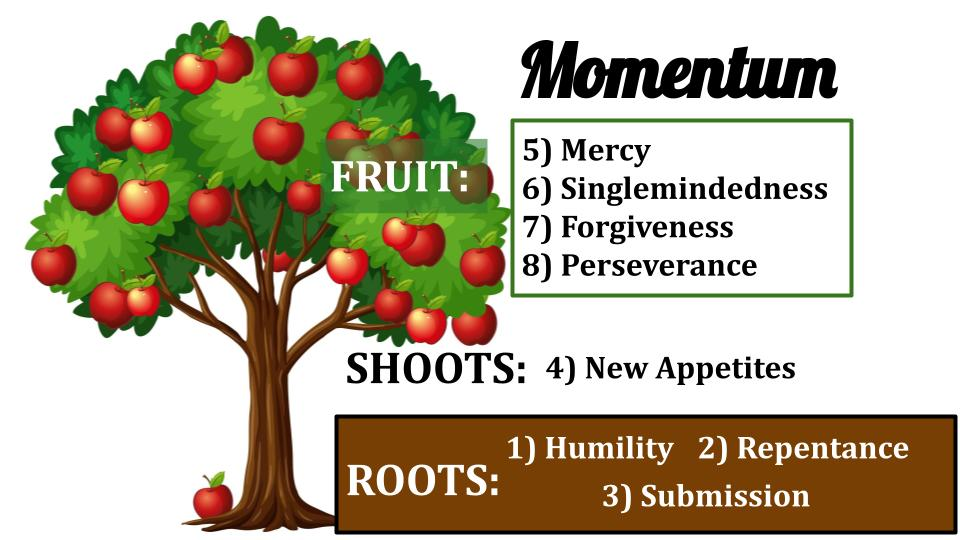 Momentum
FRUIT:
5) Mercy
6) Singlemindedness
7) Forgiveness
8) Perseverance
SHOOTS: 4) New Appetites
ROOTS: 1) Humility 2) Repentance
3) Submission